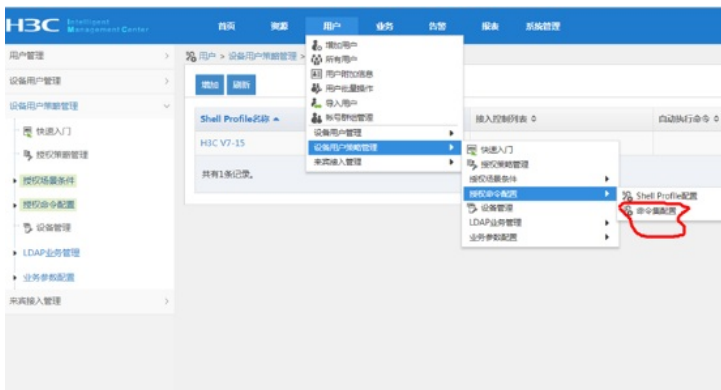 H3C Intelligent Management Center
首页 资源 用户 业务 告警 报表 系统管理
用户管理
设备用户管理
设备用户策略管理
快速入门
授权策略管理
授权场景条件
授权命令配置
设备管理
LDAP业务管理
业务参数配置
来宾接入管理
用户 > 设备用户策略管理 >
增加 刷新
Shell Profile名称
接入控制列表
自动执行命令
H3C V7-15
共有1条记录。
增加用户
所有用户
用户附加信息
用户批量操作
导入用户
账号群组管理
设备用户管理
设备用户策略管理
来宾接入管理
快速入门
授权策略管理
授权场景条件
授权命令配置
设备管理
LDAP业务管理
业务参数配置
Shell Profile配置
命令集配置